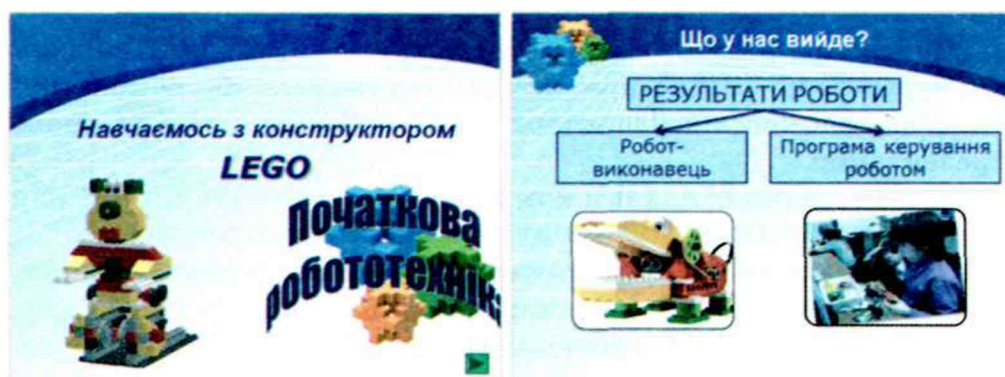 Навчаємось з конструктором
LEGO
Початкова
робототехніка
Що у нас вийде?
РЕЗУЛЬТАТИ РОБОТИ
Робот-
виконавець
Програма керування
роботом